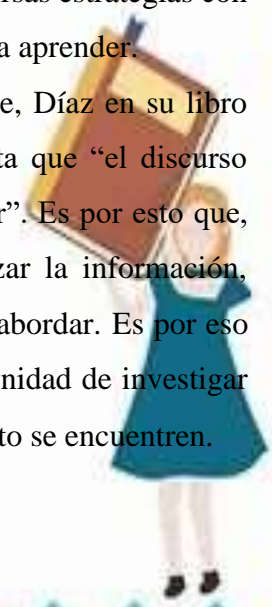 rsas estrategias con
a aprender.
e, Díaz en su libro
ta que “el discurso
r”. Es por esto que,
zar la información,
abordar. Es por eso
nidad de investigar
to se encuentren.